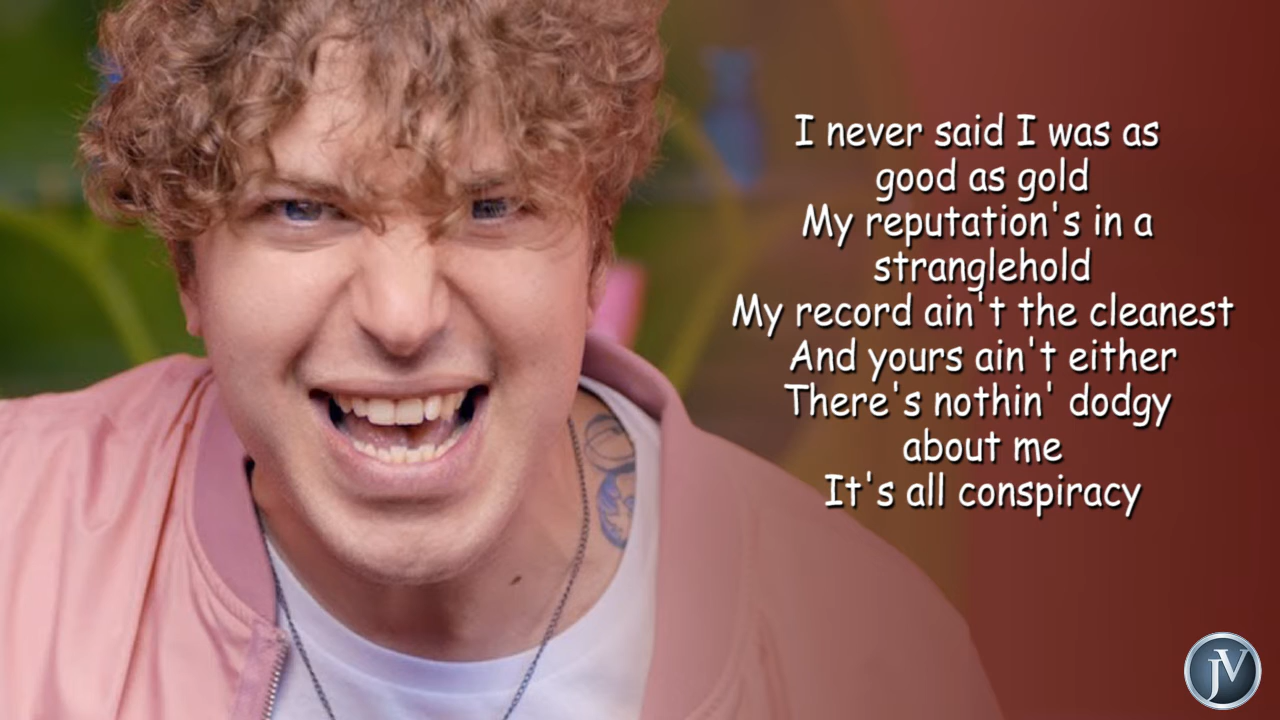 I never said I was as
good as gold
My reputation's in a
stranglehold
My record ain't the cleanest
And yours ain't either
There's nothin' dodgy
about me
It's all conspiracy
JV